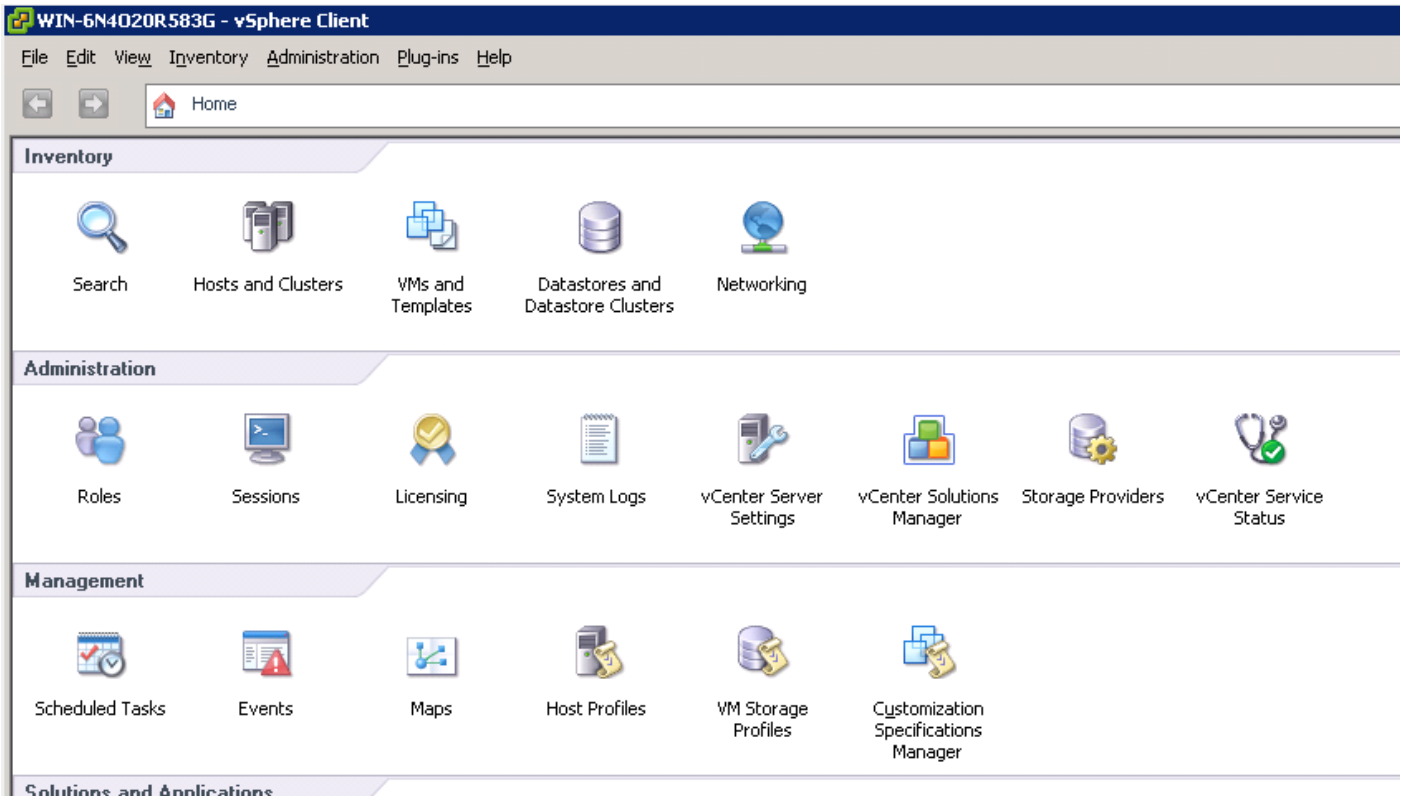 WIN-6N4O20R583G - vSphere Client
File Edit View Inventory Administration Plug-ins Help
Home
Inventory
Search
Hosts and Clusters
VMs and
Templates
Datastores and
Datastore Clusters
Networking
Administration
Roles
Sessions
Licensing
System Logs
vCenter Server
Settings
vCenter Solutions
Manager
Storage Providers
vCenter Service
Status
Management
Scheduled Tasks
Events
Maps
Host Profiles
VM Storage
Profiles
Customization
Specifications
Manager
Solutions and Applications